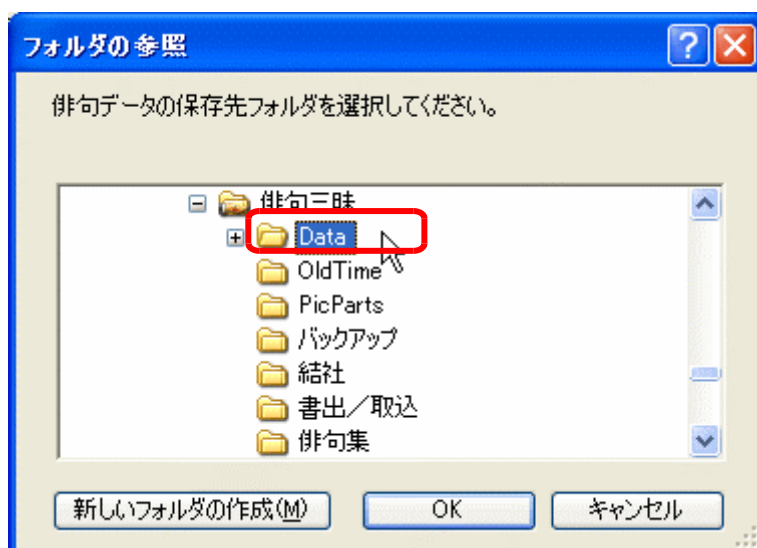 フォルダの参照
俳句データの保存先フォルダを選択してください。
俳句三昧
Data
OldTime
PicParts
バックアップ
結社
書出／取込
俳句集
新しいフォルダの作成(M) OK キャンセル